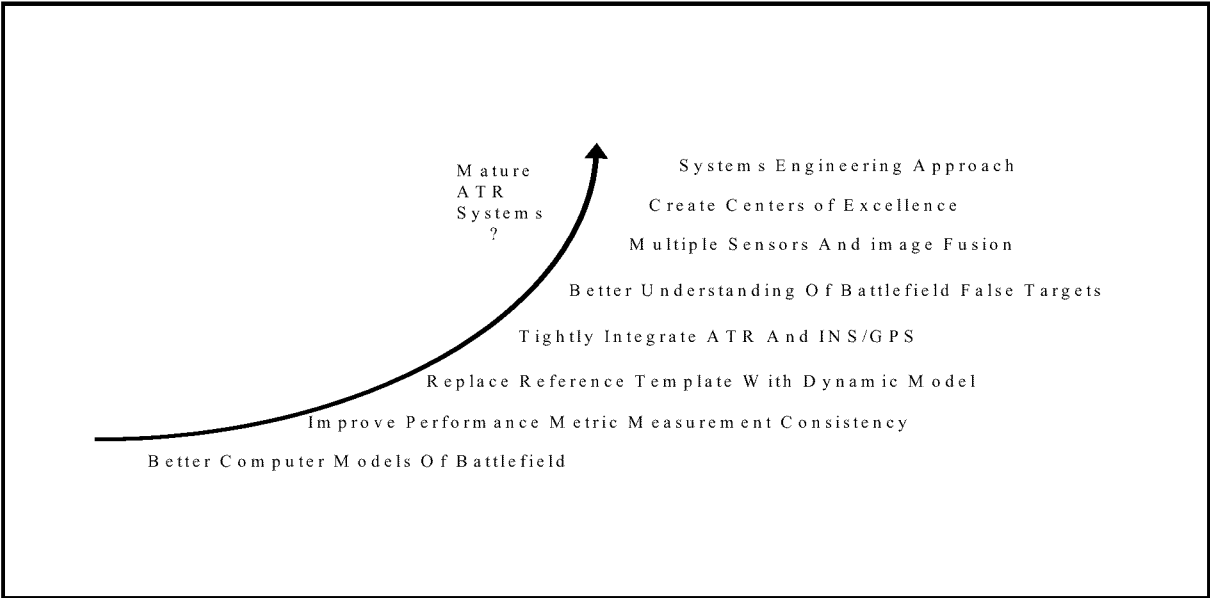 Mature
ATR
Systems
?
Systems Engineering Approach
Create Centers of Excellence
Multiple Sensors And image Fusion
Better Understanding Of Battlefield False Targets
Tightly Integrate ATR And INS/GPS
Replace Reference Template With Dynamic Model
Improve Performance Metric Measurement Consistency
Better Computer Models Of Battlefield